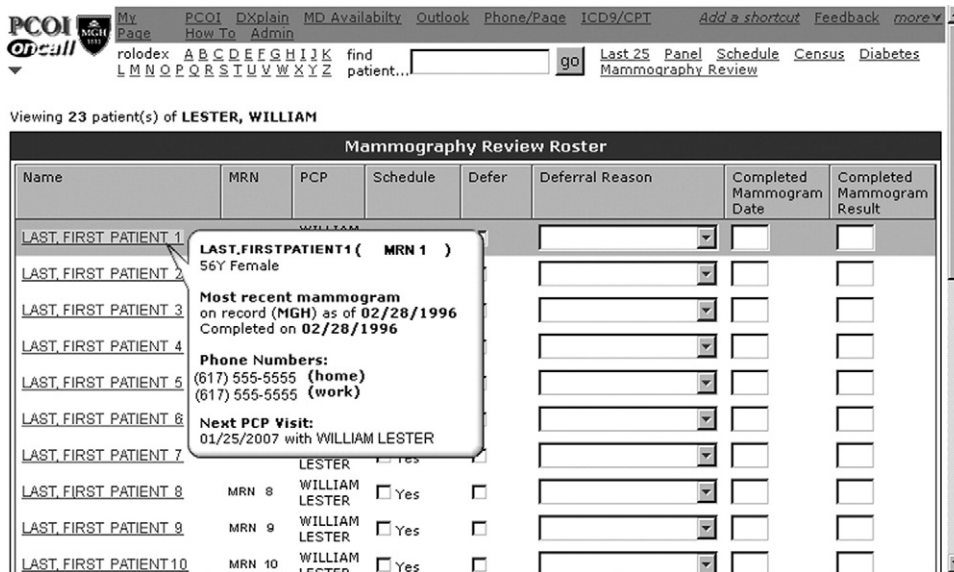 PCOI MGH 1811
oncall
My Page PCOI DXplain MD Availabilty Outlook Phone/Page ICD9/CPT Add a shortcut Feedback more
How To Admin
rolodex A B C D E F G H I J K find Last 25 Panel Schedule Census Diabetes
L M N O P Q R S T U V W X Y Z patient... go Mammography Review
Viewing 23 patient(s) of LESTER, WILLIAM
Mammography Review Roster
Name MRN PCP Schedule Defer Deferral Reason Completed Mammogram Date Completed Mammogram Result
LAST, FIRST PATIENT 1 WILLIAM
LAST,FIRSTPATIENT1 ( MRN 1 )
56Y Female
Most recent mammogram
on record (MGH) as of 02/28/1996
Completed on 02/28/1996
Phone Numbers:
(617) 555-5555 (home)
(617) 555-5555 (work)
Next PCP Visit:
01/25/2007 with WILLIAM LESTER
LAST, FIRST PATIENT 2
LAST, FIRST PATIENT 3
LAST, FIRST PATIENT 4
LAST, FIRST PATIENT 5
LAST, FIRST PATIENT 6
LAST, FIRST PATIENT 7 LESTER Yes
LAST, FIRST PATIENT 8 MRN 8 WILLIAM LESTER Yes
LAST, FIRST PATIENT 9 MRN 9 WILLIAM LESTER Yes
LAST, FIRST PATIENT 10 MRN 10 WILLIAM LESTER Yes